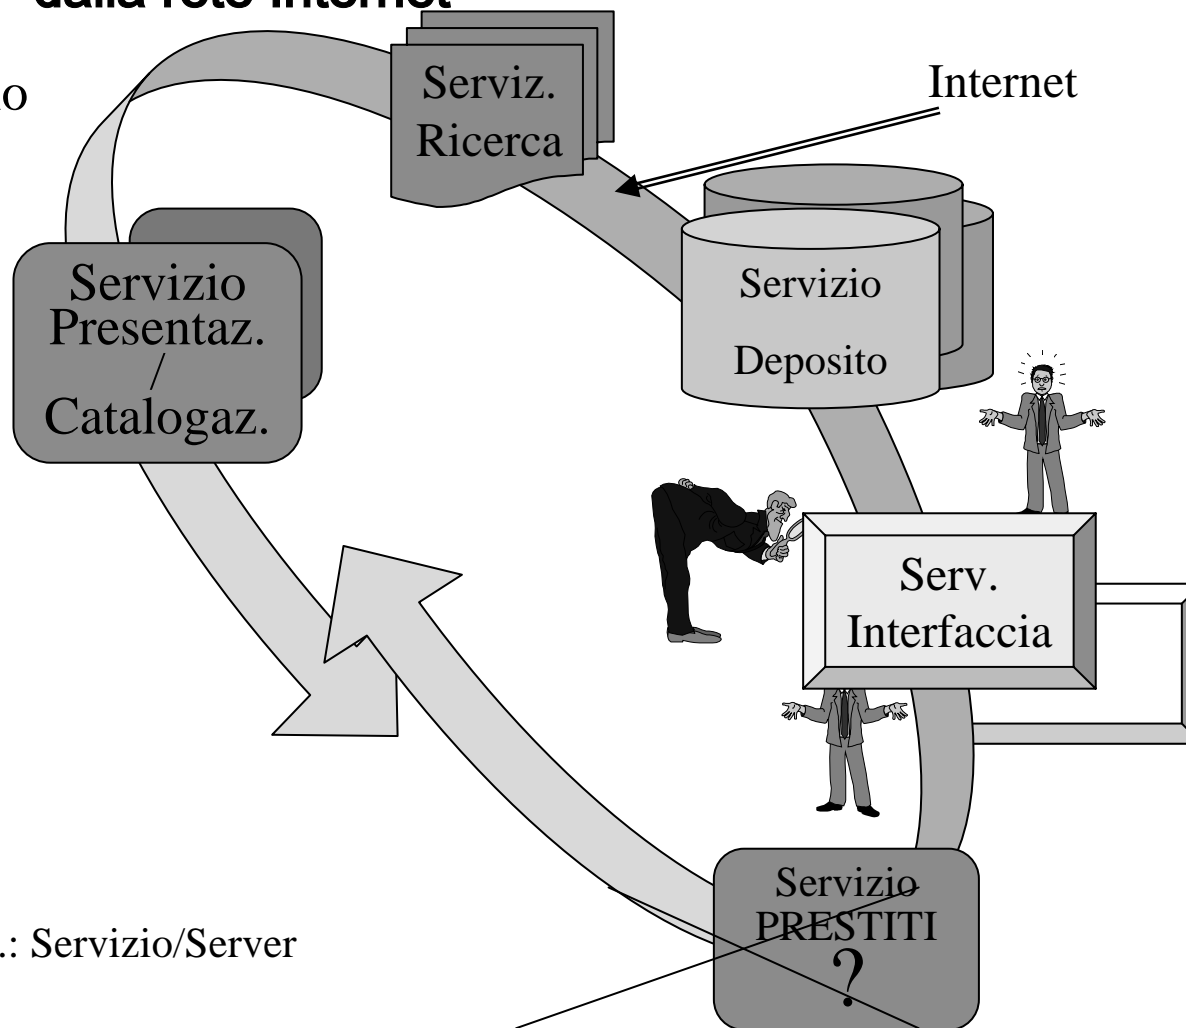 dalla rete Internet
Serviz.
Ricerca
Internet
Servizio
Presentaz.
/
Catalogaz.
Servizio
Deposito
Serv.
Interfaccia
Servizio
PRESTITI
?
.: Servizio/Server